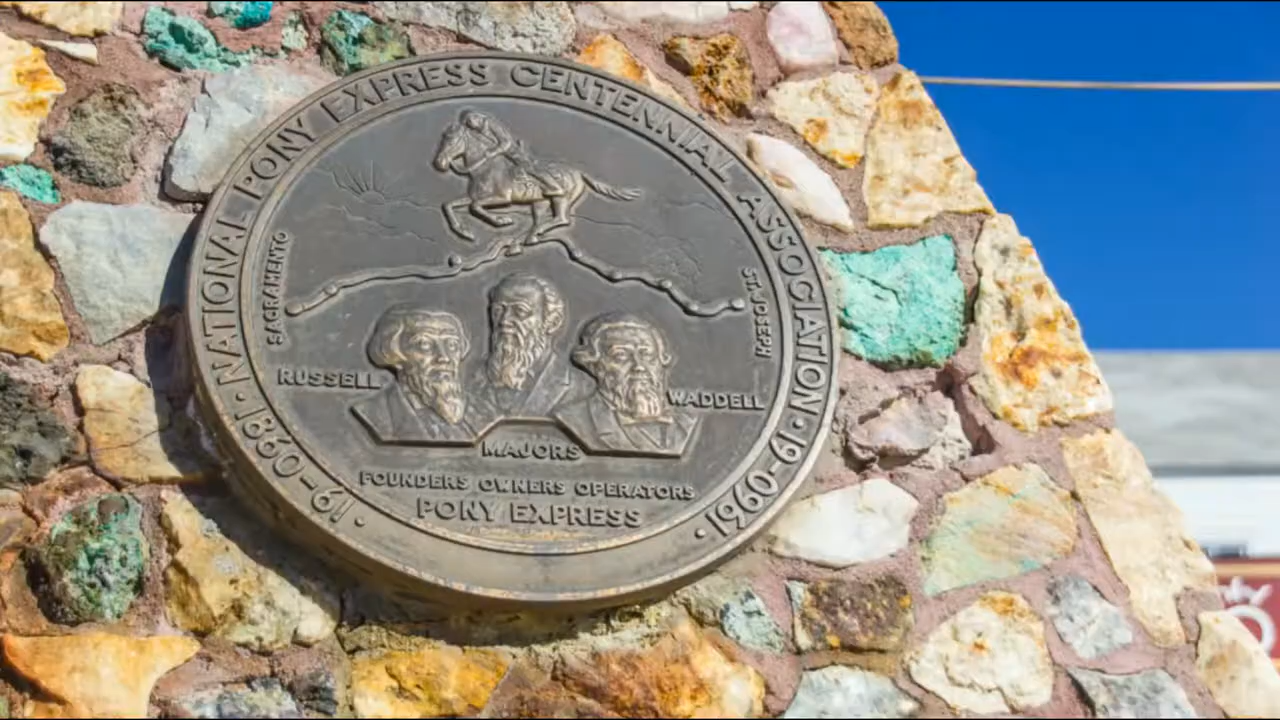 NATIONAL PONY EXPRESS CENTENNIAL ASSOCIATION
1860-61
1960-61
SACRAMENTO
ST. JOSEPH
RUSSELL
WADDELL
MAJORS
FOUNDERS OWNERS OPERATORS
PONY EXPRESS